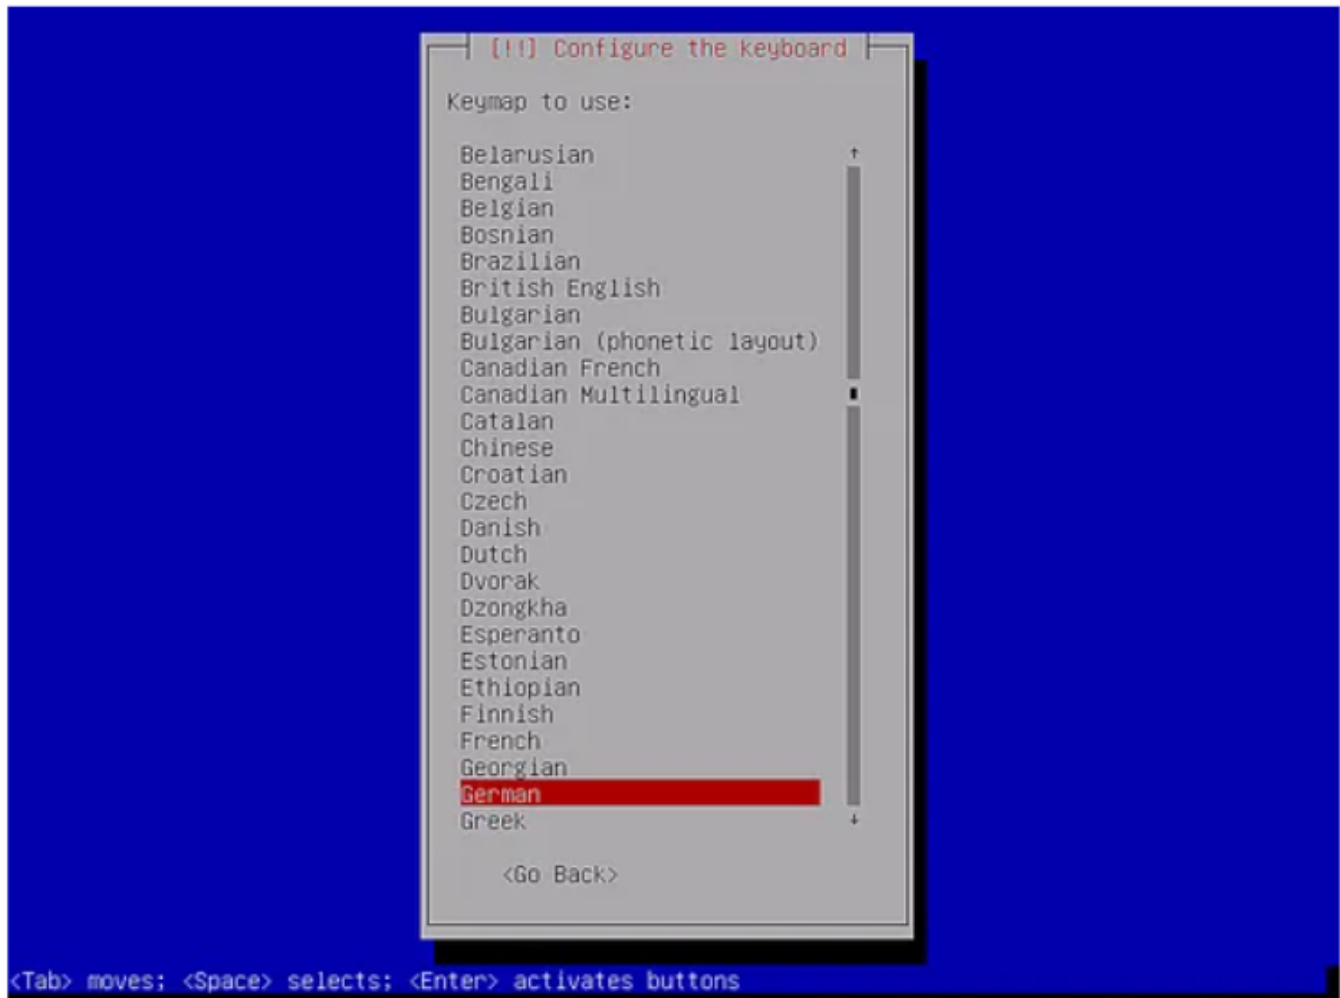 [!!] Configure the keyboard
Keymap to use:
Belarusian
Bengali
Belgian
Bosnian
Brazilian
British English
Bulgarian
Bulgarian (phonetic layout)
Canadian French
Canadian Multilingual
Catalan
Chinese
Croatian
Czech
Danish
Dutch
Dvorak
Dzongkha
Esperanto
Estonian
Ethiopian
Finnish
French
Georgian
German
Greek
<Go Back>
<Tab> moves; <Space> selects; <Enter> activates buttons